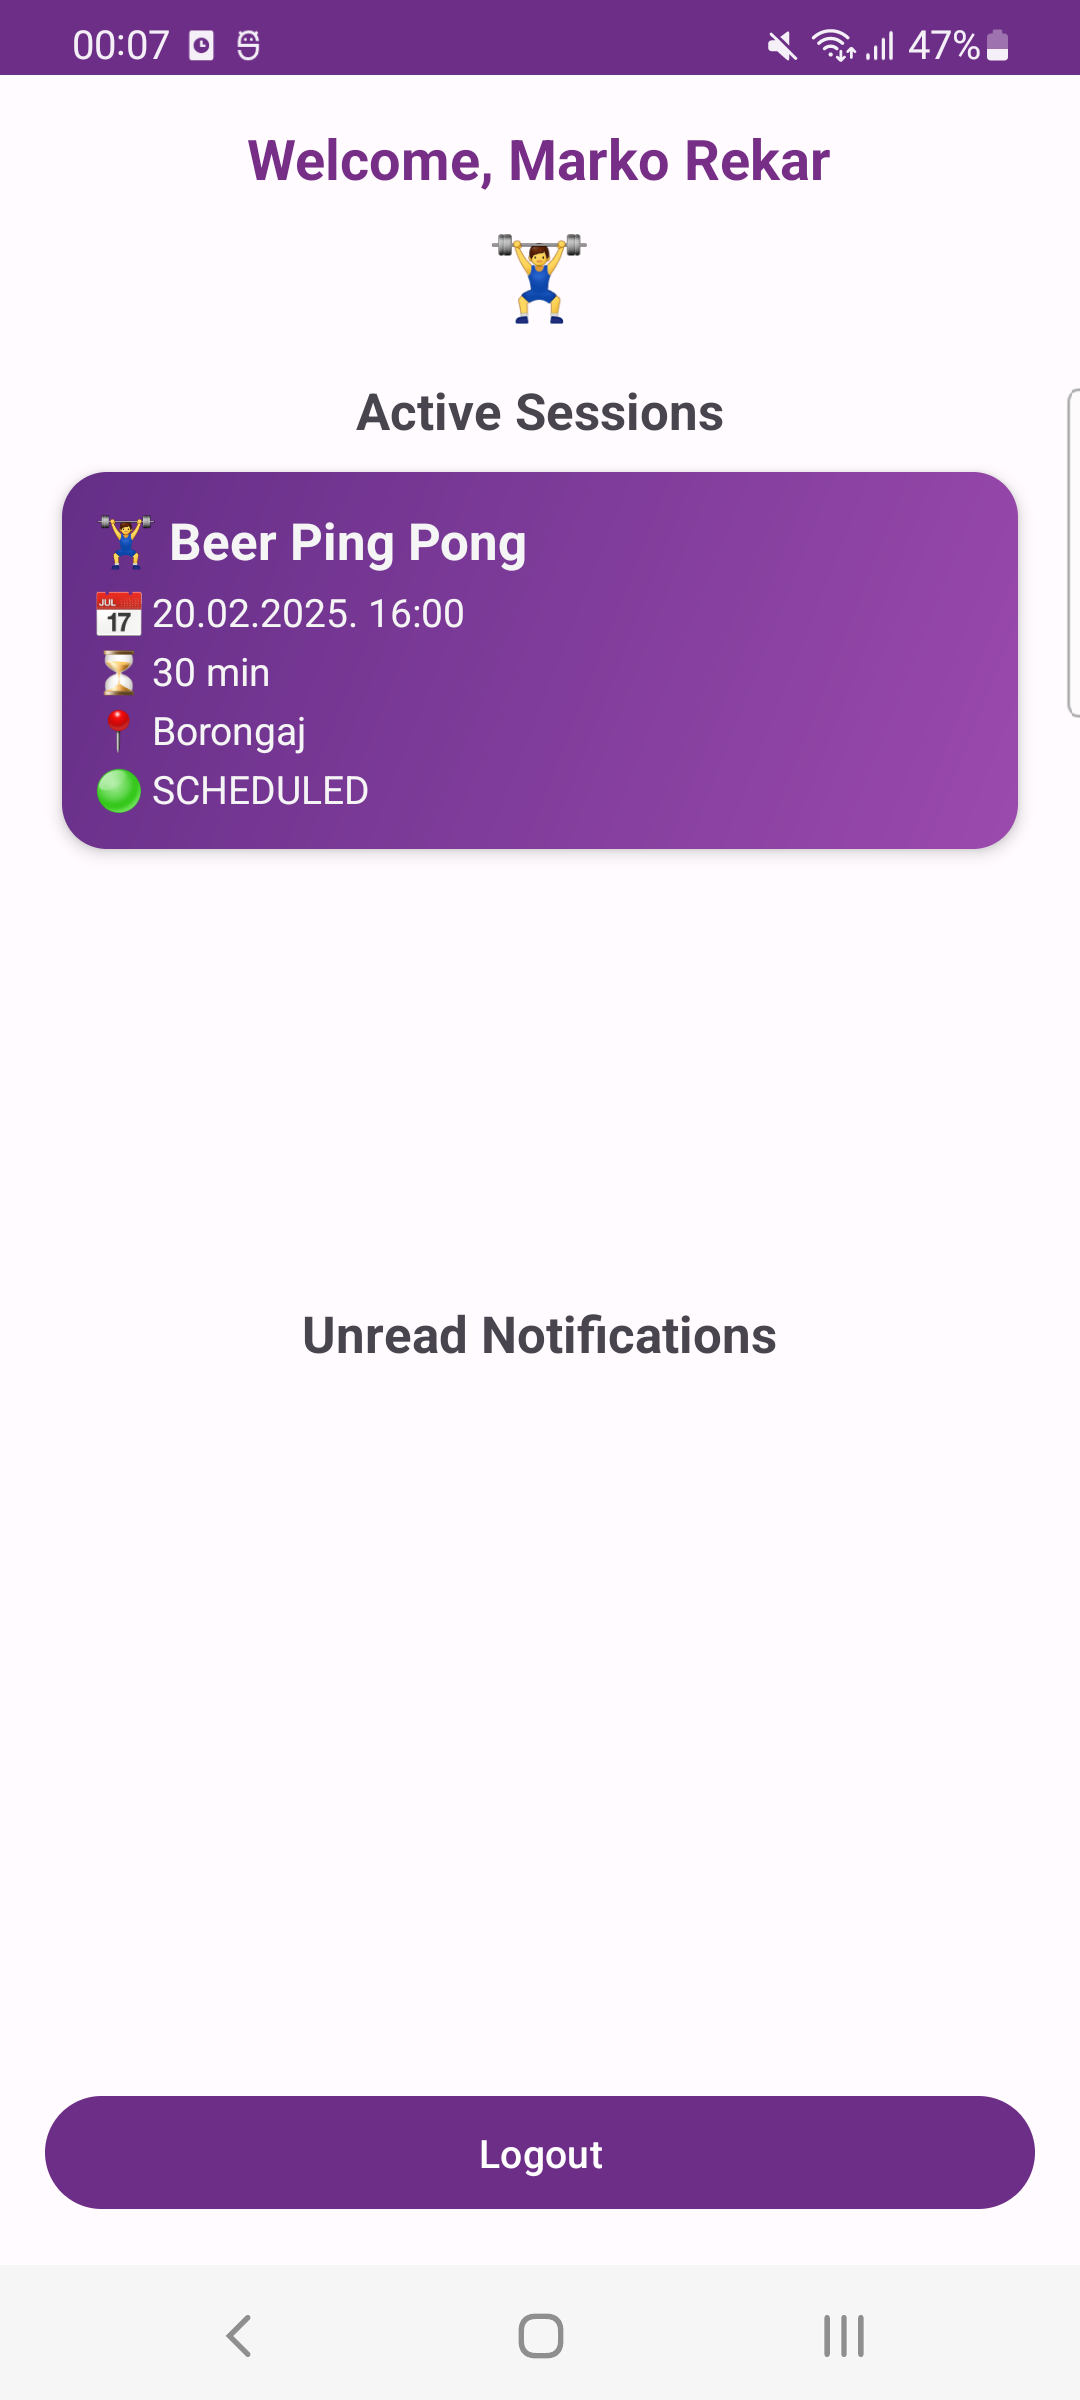 00:07 47%
Welcome, Marko Rekar
Active Sessions
Beer Ping Pong
JUL 17 20.02.2025. 16:00
30 min
Borongaj
SCHEDULED
Unread Notifications
Logout